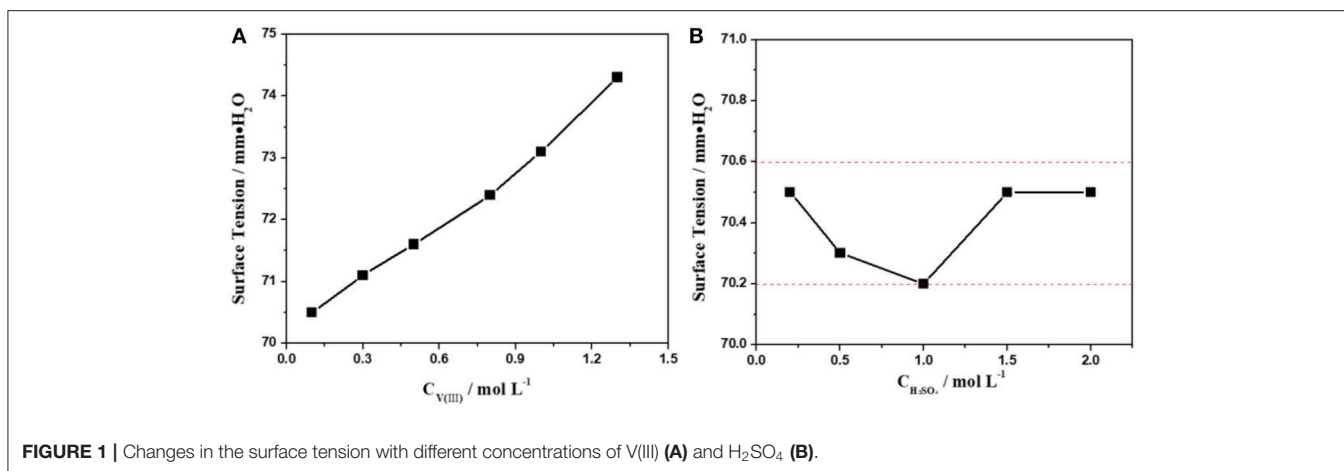 A
75
74
73
72
71
70
Surface Tension / mm•H₂O
0.0 0.3 0.6 0.9 1.2 1.5
C V(III) / mol L⁻¹
B
71.0
70.8
70.6
70.4
70.2
70.0
Surface Tension / mm•H₂O
0.0 0.5 1.0 1.5 2.0
C H₂SO₄ / mol L⁻¹
FIGURE 1 | Changes in the surface tension with different concentrations of V(III) (A) and H₂SO₄ (B).